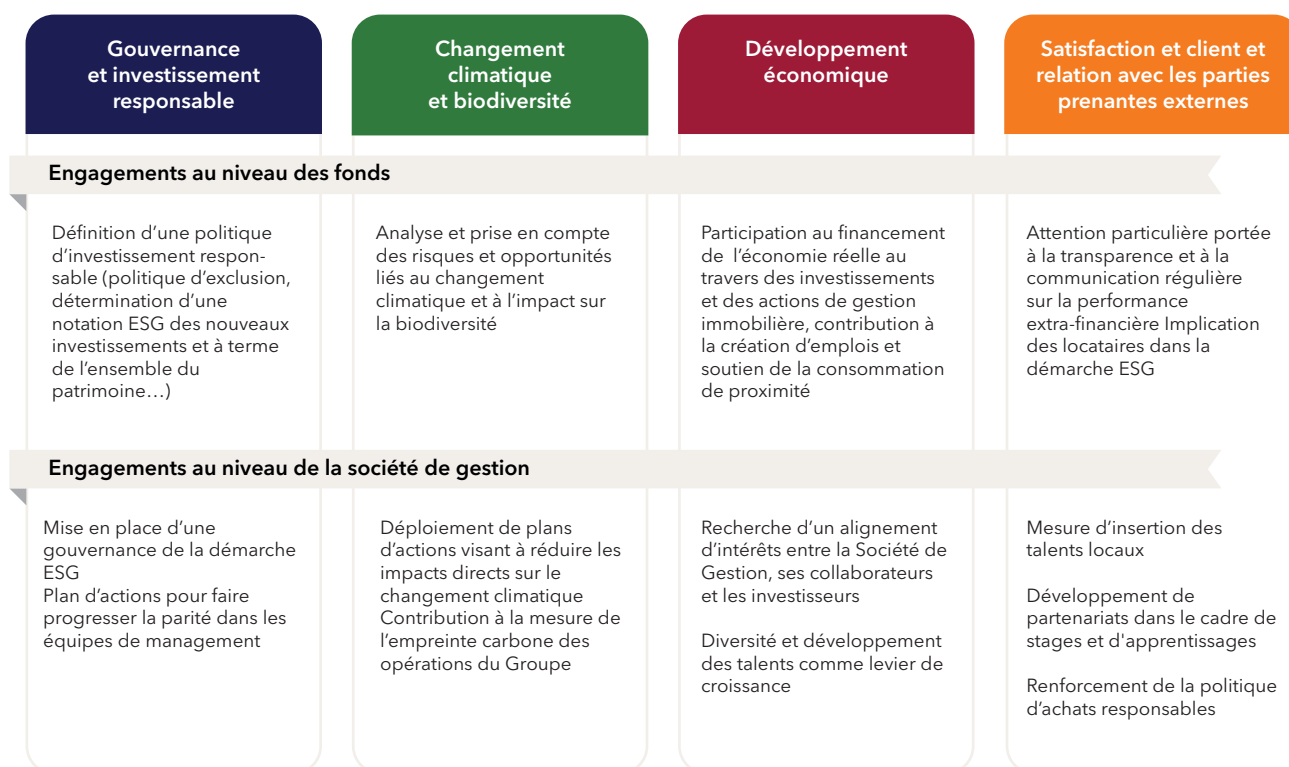 Gouvernance
et investissement
responsable
Changement
climatique
et biodiversité
Développement
économique
Satisfaction et client et
relation avec les parties
prenantes externes
Engagements au niveau des fonds
Définition d’une politique
d’investissement respon-
sable (politique d’exclusion,
détermination d’une
notation ESG des nouveaux
investissements et à terme
de l’ensemble du
patrimoine…)
Analyse et prise en compte
des risques et opportunités
liés au changement
climatique et à l’impact sur
la biodiversité
Participation au financement
de l’économie réelle au
travers des investissements
et des actions de gestion
immobilière, contribution à
la création d’emplois et
soutien de la consommation
de proximité
Attention particulière portée
à la transparence et à la
communication régulière
sur la performance
extra-financière Implication
des locataires dans la
démarche ESG
Engagements au niveau de la société de gestion
Mise en place d’une
gouvernance de la démarche
ESG
Plan d’actions pour faire
progresser la parité dans les
équipes de management
Déploiement de plans
d’actions visant à réduire les
impacts directs sur le
changement climatique
Contribution à la mesure de
l’empreinte carbone des
opérations du Groupe
Recherche d’un alignement
d’intérêts entre la Société de
Gestion, ses collaborateurs
et les investisseurs
Diversité et développement
des talents comme levier de
croissance
Mesure d’insertion des
talents locaux
Développement de
partenariats dans le cadre de
stages et d'apprentissages
Renforcement de la politique
d’achats responsables